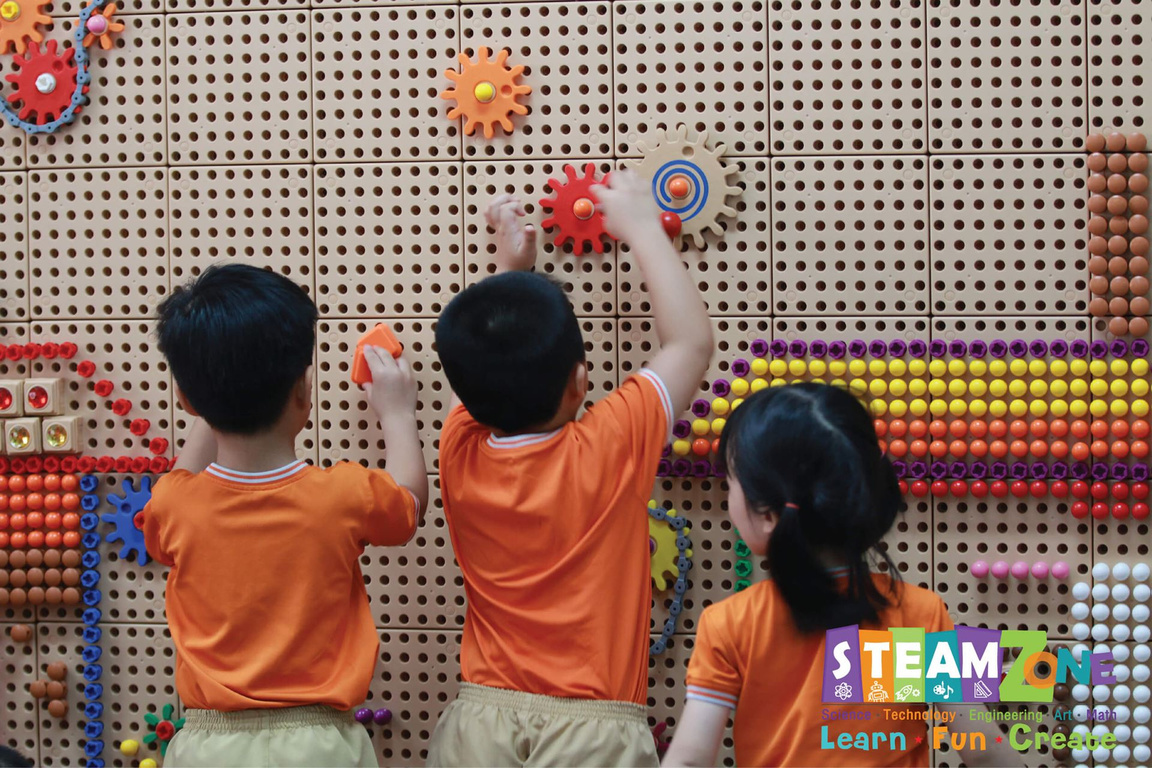 STEAMZONE
Science · Technology · Engineering · Art · Math
Learn ★ Fun ★ Create